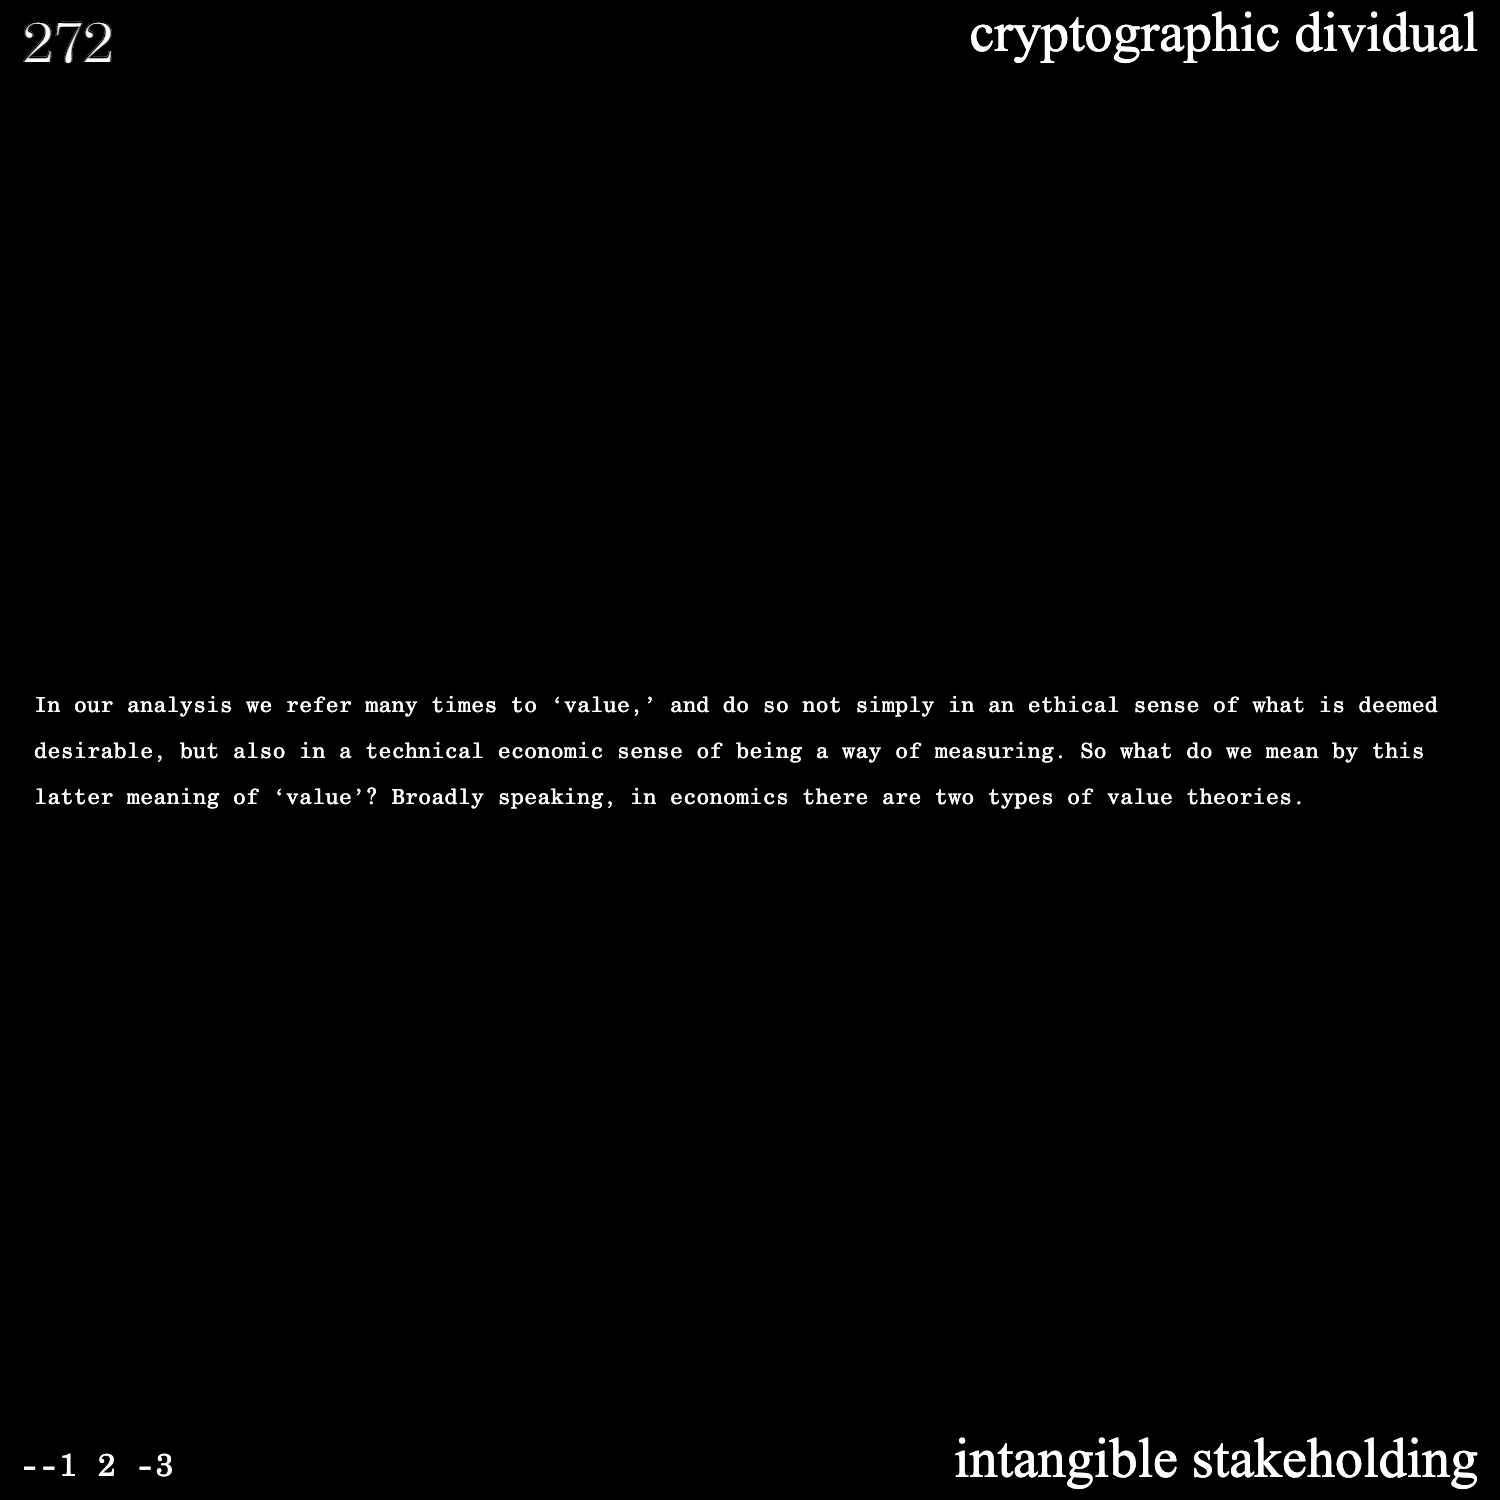 272
cryptographic dividual
In our analysis we refer many times to ‘value,’ and do so not simply in an ethical sense of what is deemed
desirable, but also in a technical economic sense of being a way of measuring. So what do we mean by this
latter meaning of ‘value’? Broadly speaking, in economics there are two types of value theories.
--1 2 -3
intangible stakeholding